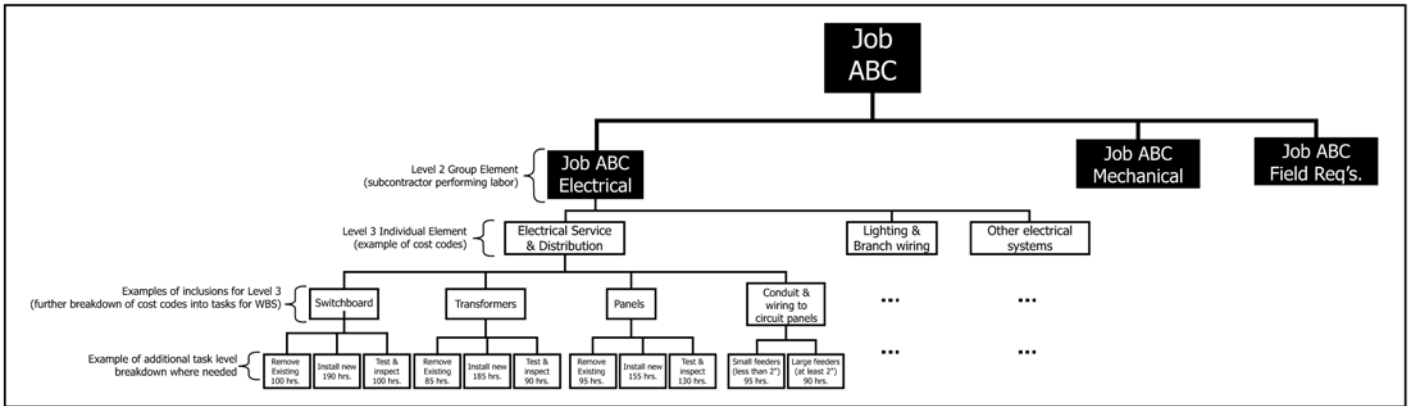 Job
ABC
Job ABC
Electrical
Job ABC
Mechanical
Job ABC
Field Req's.
Level 2 Group Element
(subcontractor performing labor)
Level 3 Individual Element
(example of cost codes)
Electrical Service
& Distribution
Lighting &
Branch wiring
Other electrical
systems
Examples of inclusions for Level 3
(further breakdown of cost codes into tasks for WBS)
Switchboard
Transformers
Panels
Conduit &
wiring to
circuit panels
...
...
Example of additional task level
breakdown where needed
Remove
Existing
100 hrs.
Install new
190 hrs.
Test &
inspect
100 hrs.
Remove
Existing
85 hrs.
Install new
185 hrs.
Test &
inspect
90 hrs.
Remove
Existing
95 hrs.
Install new
155 hrs.
Test &
inspect
130 hrs.
Small feeders
(less than 2")
95 hrs.
Large feeders
(at least 2")
90 hrs.
...
...